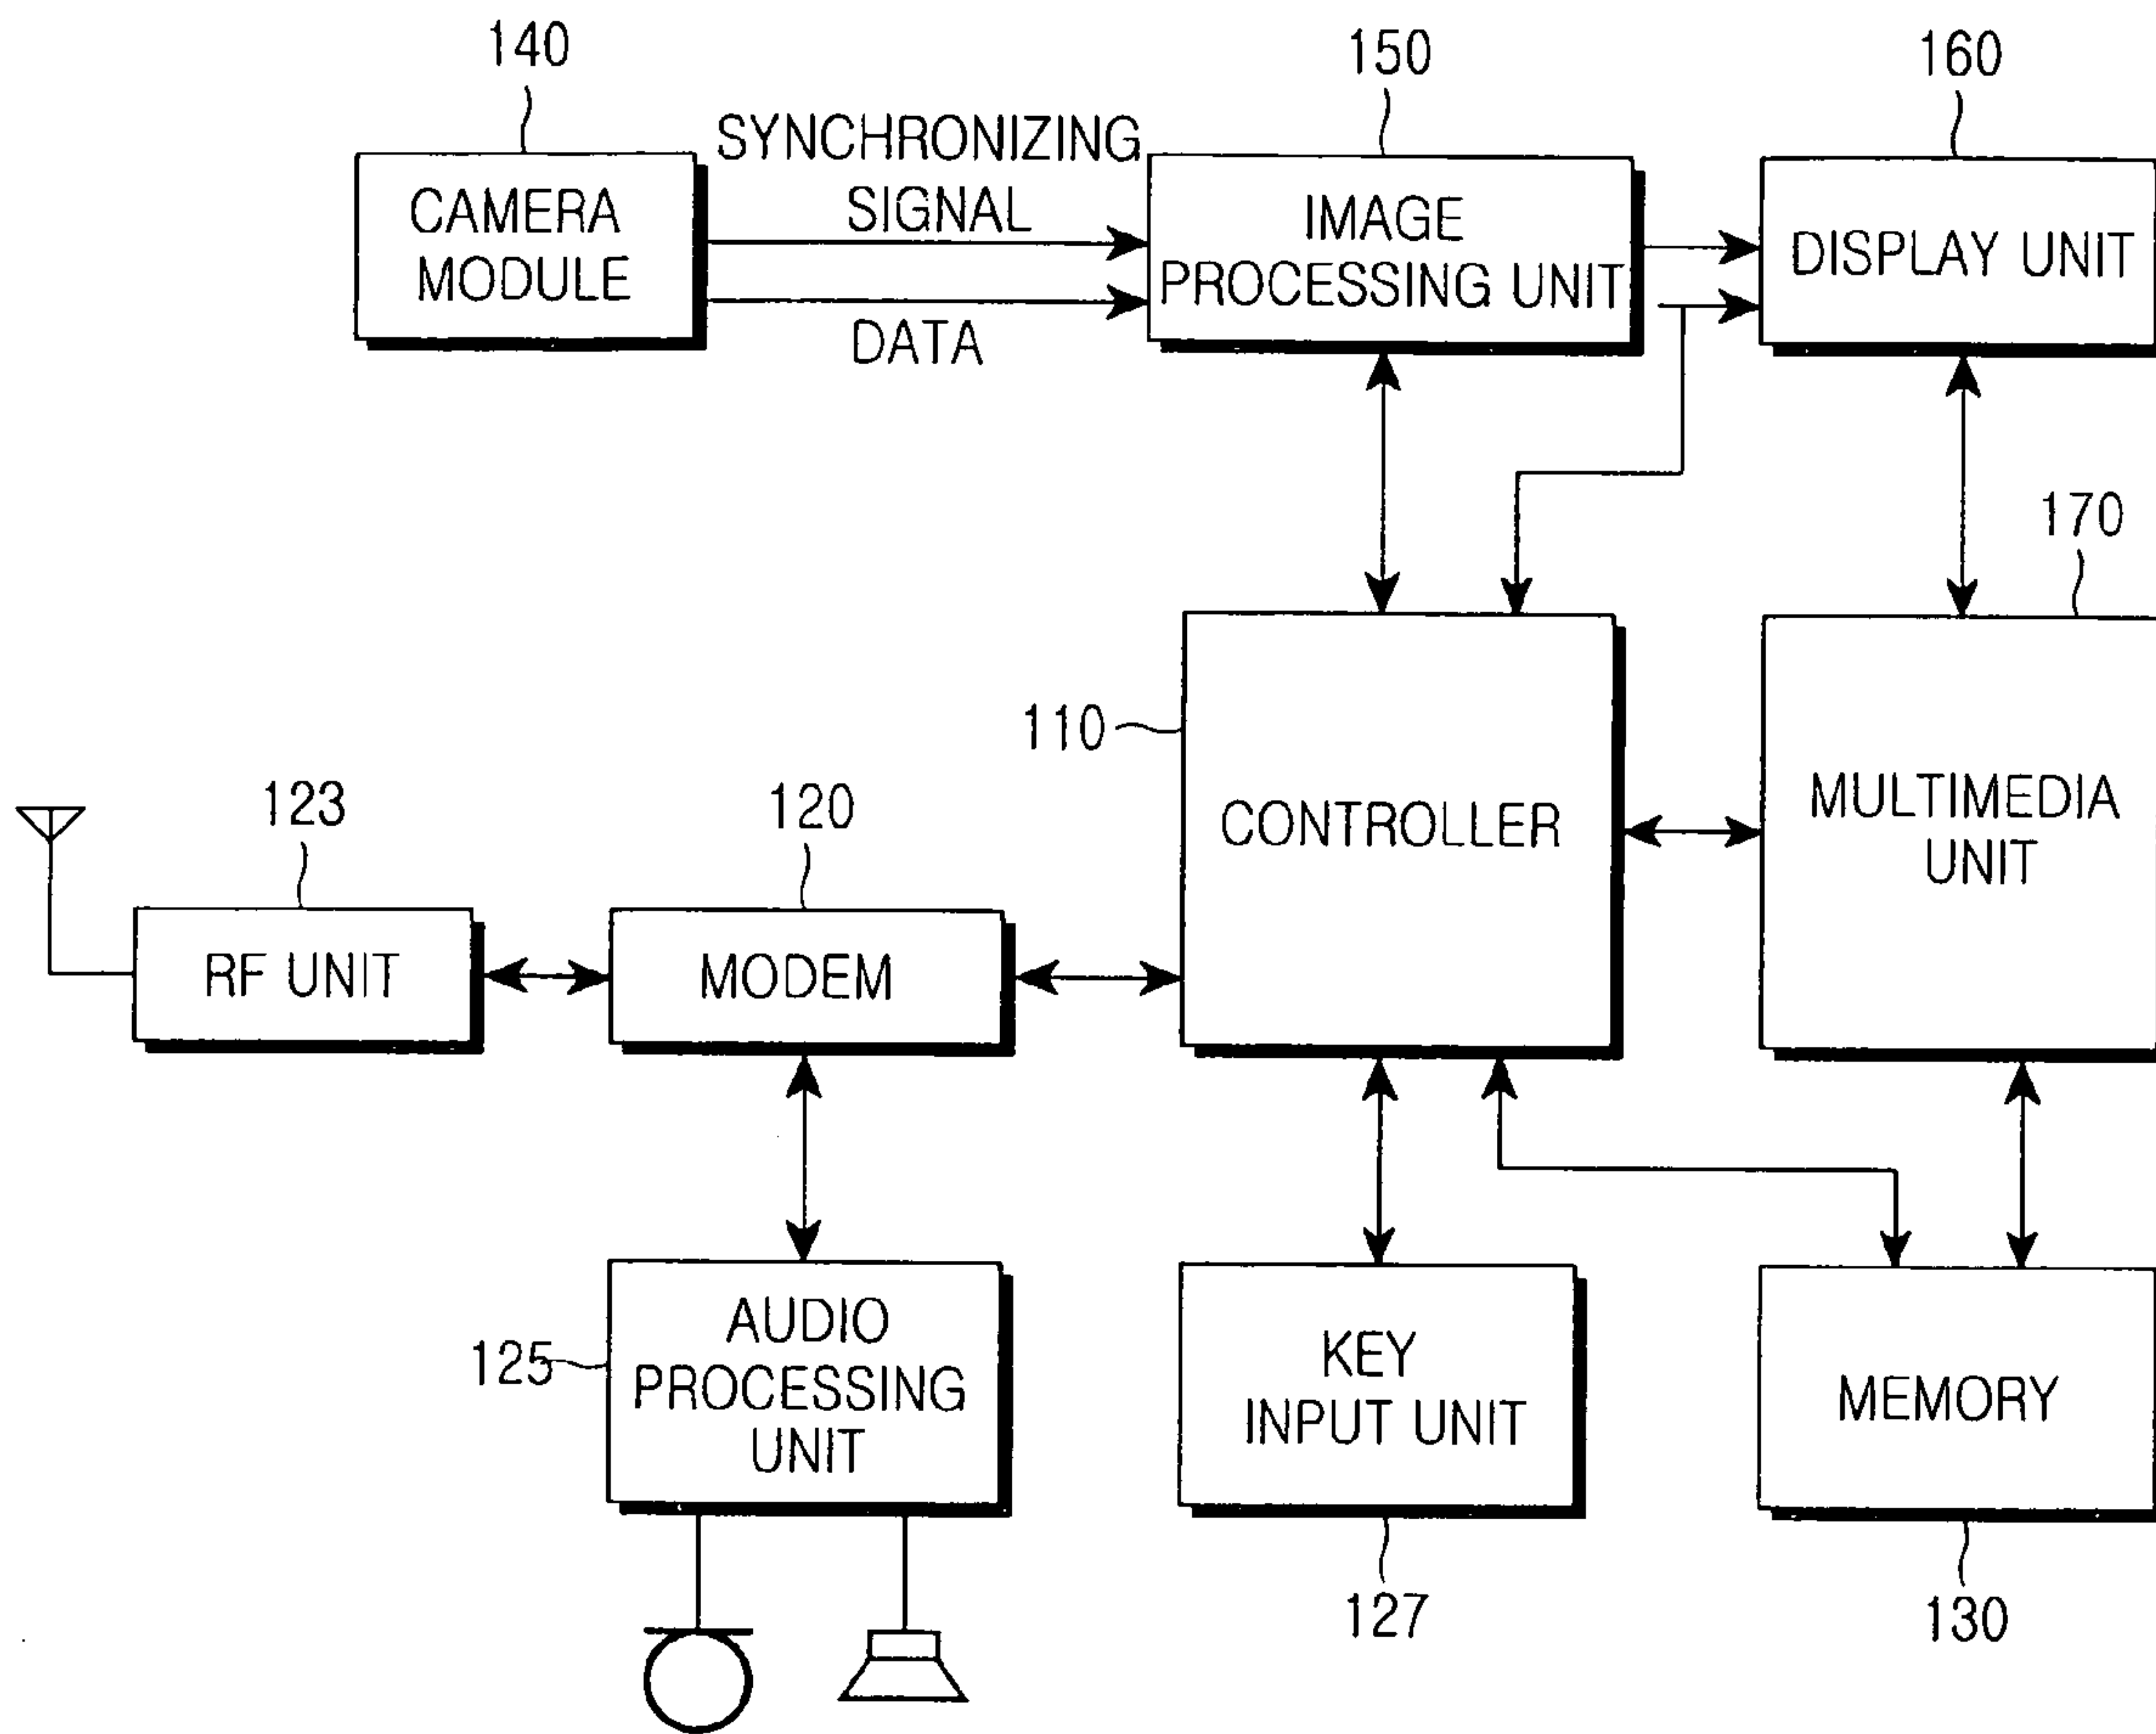 140
150
160
SYNCHRONIZING
SIGNAL
DATA
CAMERA
MODULE
IMAGE
PROCESSING UNIT
DISPLAY UNIT
170
110
CONTROLLER
MULTIMEDIA
UNIT
123
120
RF UNIT
MODEM
125
AUDIO
PROCESSING
UNIT
KEY
INPUT UNIT
MEMORY
127
130